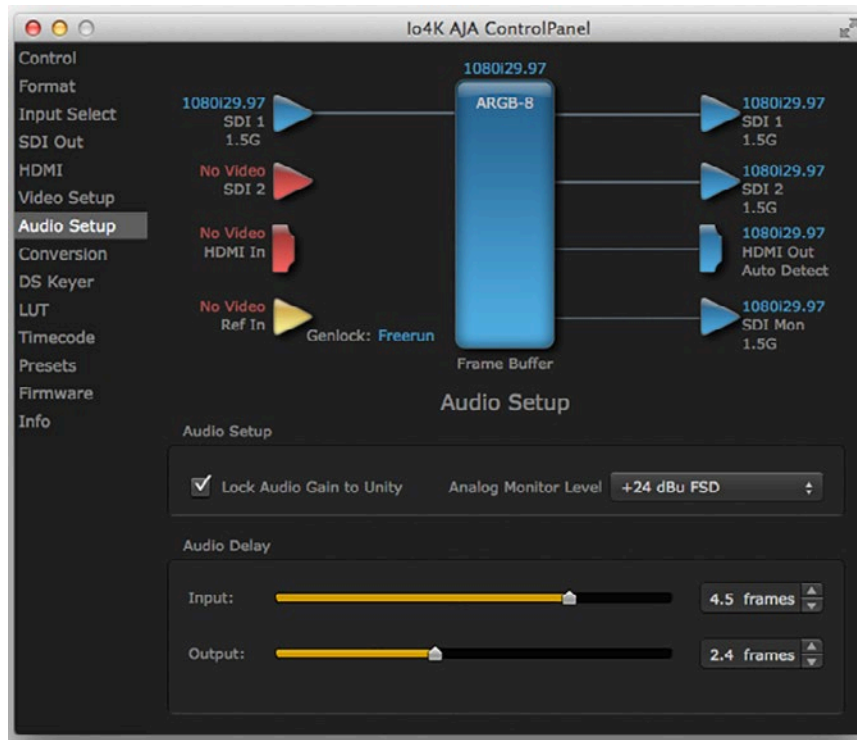 Io4K AJA ControlPanel
Control
Format
Input Select
SDI Out
HDMI
Video Setup
Audio Setup
Conversion
DS Keyer
LUT
Timecode
Presets
Firmware
Info
1080i29.97
SDI 1
1.5G
No Video
SDI 2
No Video
HDMI In
No Video
Ref In
Genlock: Freerun
1080i29.97
ARGB-8
Frame Buffer
1080i29.97
SDI 1
1.5G
1080i29.97
SDI 2
1.5G
1080i29.97
HDMI Out
Auto Detect
1080i29.97
SDI Mon
1.5G
Audio Setup
Audio Setup
Lock Audio Gain to Unity
Analog Monitor Level +24 dBu FSD
Audio Delay
Input: 4.5 frames
Output: 2.4 frames